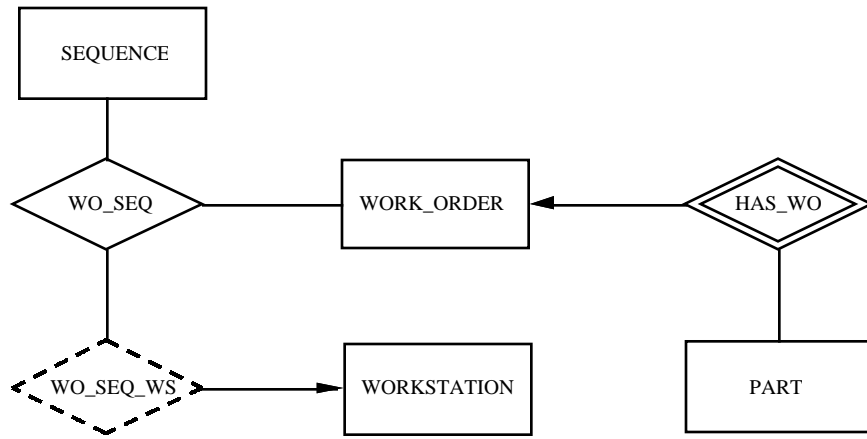 SEQUENCE
WO_SEQ
WORK_ORDER
HAS_WO
WO_SEQ_WS
WORKSTATION
PART